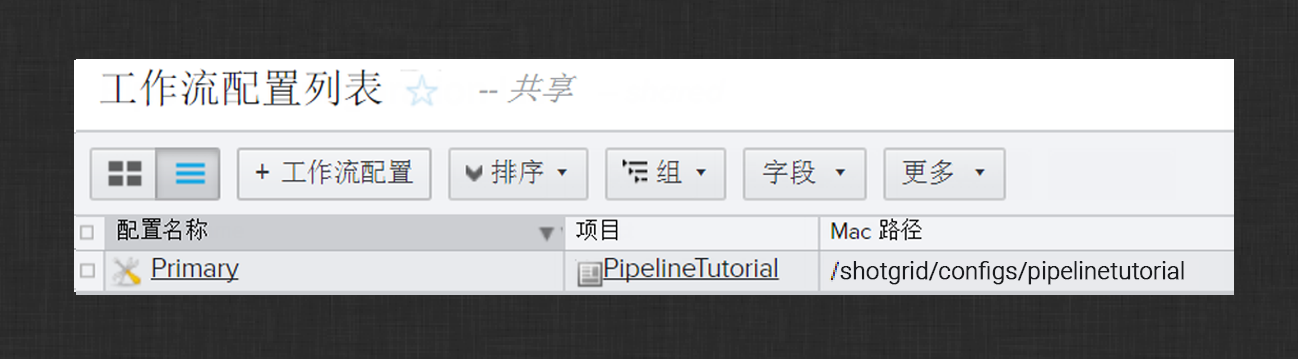 工作流配置列表 -- 共享
+ 工作流配置 排序 组 字段 更多
配置名称 项目 Mac 路径
Primary PipelineTutorial /shotgrid/configs/pipelinetutorial